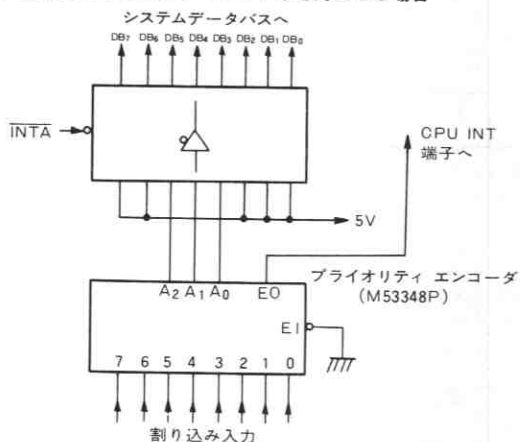 システムデータバスへ
DB₇ DB₆ DB₅ DB₄ DB₃ DB₂ DB₁ DB₀
INTA
CPU INT
端子へ
5V
A₂ A₁ A₀ EO
プライオリティ エンコーダ
(M53348P)
EI
7 6 5 4 3 2 1 0
割り込み入力